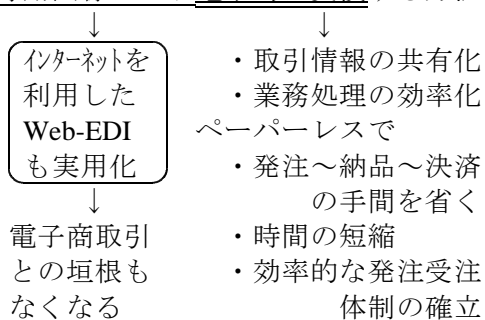 ↓
インターネットを
利用した
Web-EDI
も実用化
↓
電子商取引
との垣根も
なくなる
↓
・取引情報の共有化
・業務処理の効率化
ペーパーレスで
・発注～納品～決済
の手間を省く
・時間の短縮
・効率的な発注受注
体制の確立